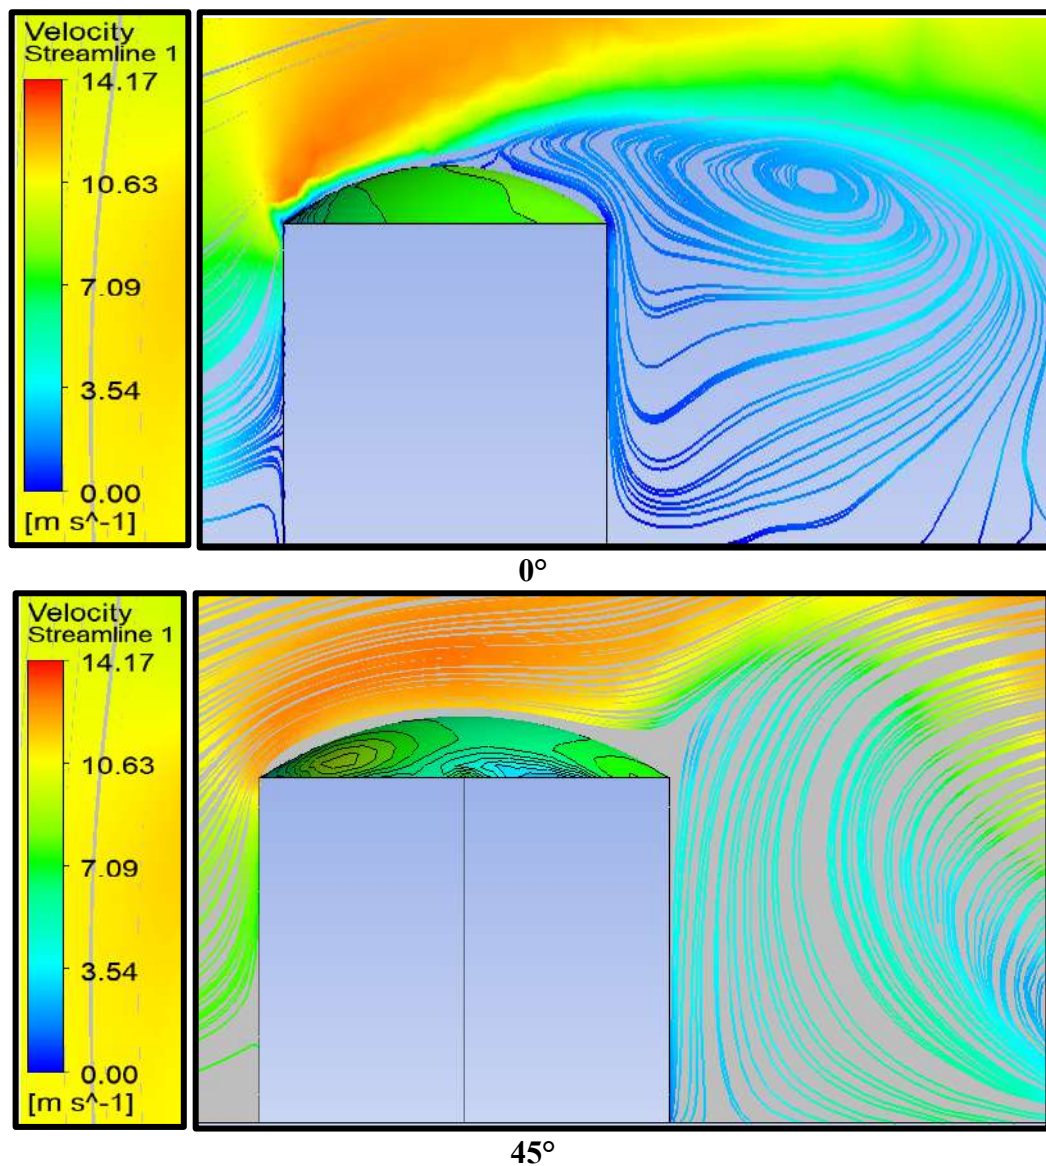 Velocity
Streamline 1
14.17
10.63
7.09
3.54
0.00
[m s^-1]
0°
Velocity
Streamline 1
14.17
10.63
7.09
3.54
0.00
[m s^-1]
45°